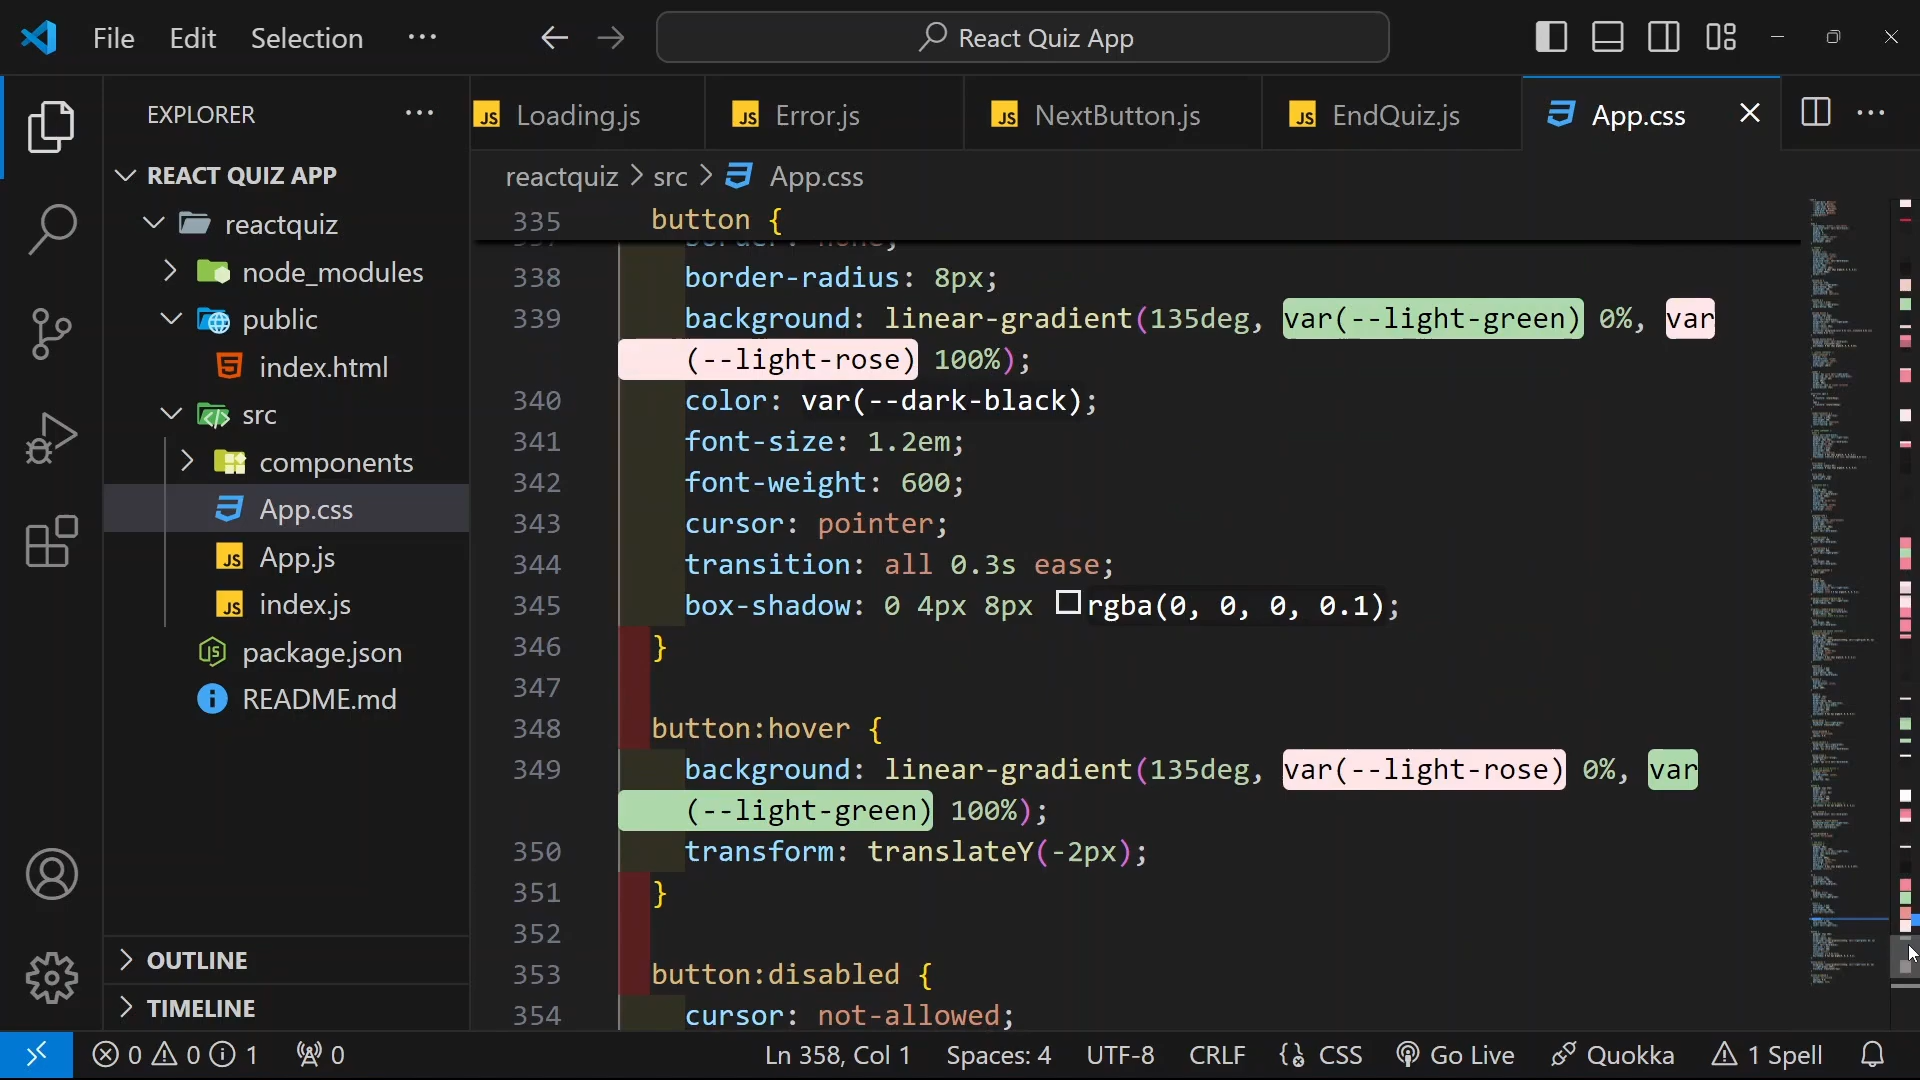 File Edit Selection ··· React Quiz App
EXPLORER ···
REACT QUIZ APP
reactquiz
node_modules
public
index.html
src
components
App.css
App.js
index.js
package.json
README.md
OUTLINE
TIMELINE
JS Loading.js JS Error.js JS NextButton.js JS EndQuiz.js App.css
reactquiz > src > App.css
335 button {
337 border: none;
338 border-radius: 8px;
339 background: linear-gradient(135deg, var(--light-green) 0%, var
(--light-rose) 100%);
340 color: var(--dark-black);
341 font-size: 1.2em;
342 font-weight: 600;
343 cursor: pointer;
344 transition: all 0.3s ease;
345 box-shadow: 0 4px 8px rgba(0, 0, 0, 0.1);
346 }
347
348 button:hover {
349 background: linear-gradient(135deg, var(--light-rose) 0%, var
(--light-green) 100%);
350 transform: translateY(-2px);
351 }
352
353 button:disabled {
354 cursor: not-allowed;
0 0 1 0 Ln 358, Col 1 Spaces: 4 UTF-8 CRLF CSS Go Live Quokka 1 Spell